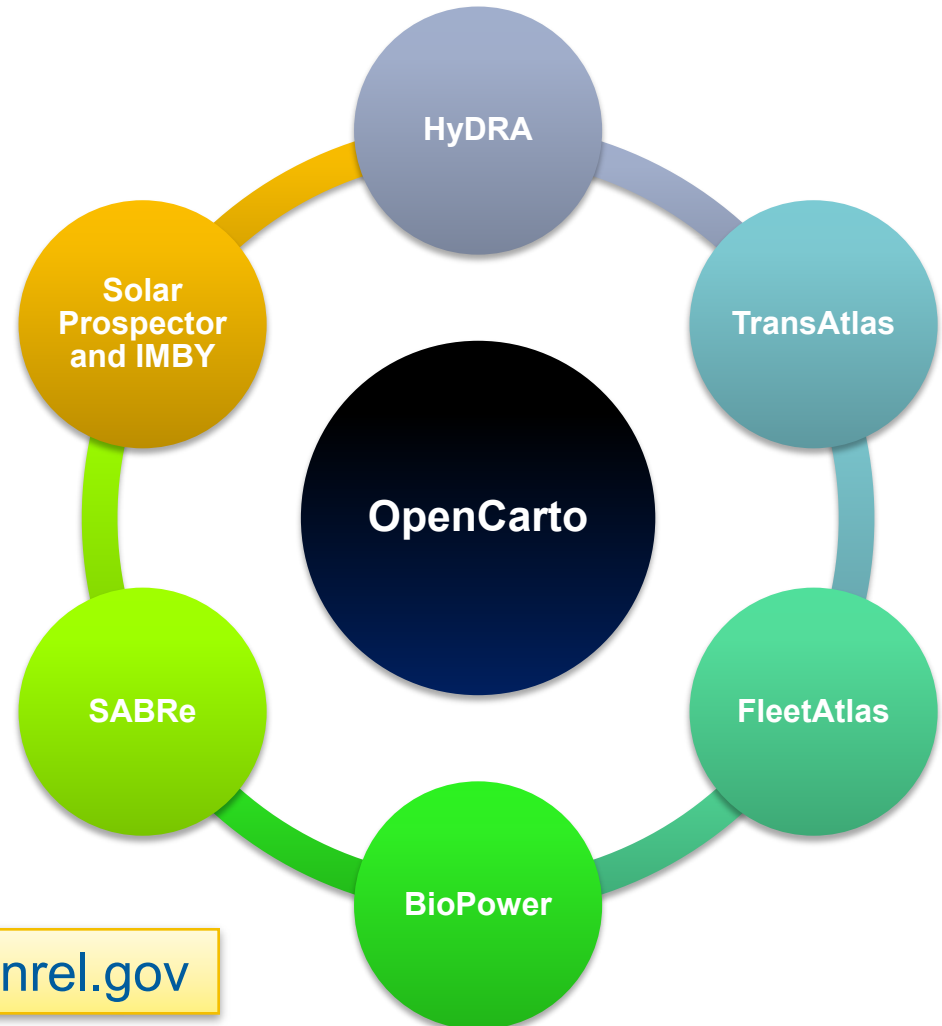 HyDRA
Solar
Prospector
and IMBY
TransAtlas
OpenCarto
SABRe
FleetAtlas
BioPower
nrel.gov